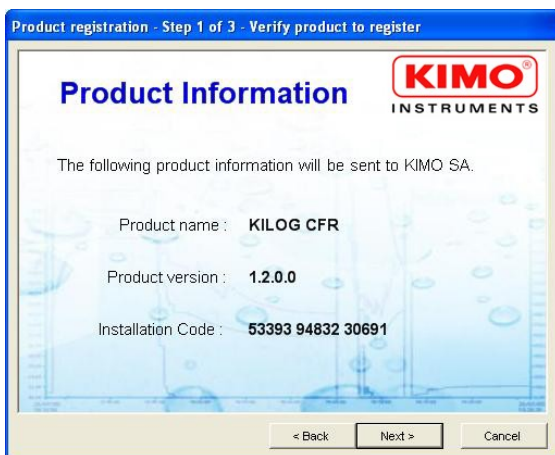 Product registration - Step 1 of 3 - Verify product to register
KIMO®
INSTRUMENTS
Product Information
The following product information will be sent to KIMO SA.
Product name : KILOG CFR
Product version : 1.2.0.0
Installation Code : 53393 94832 30691
< Back Next > Cancel